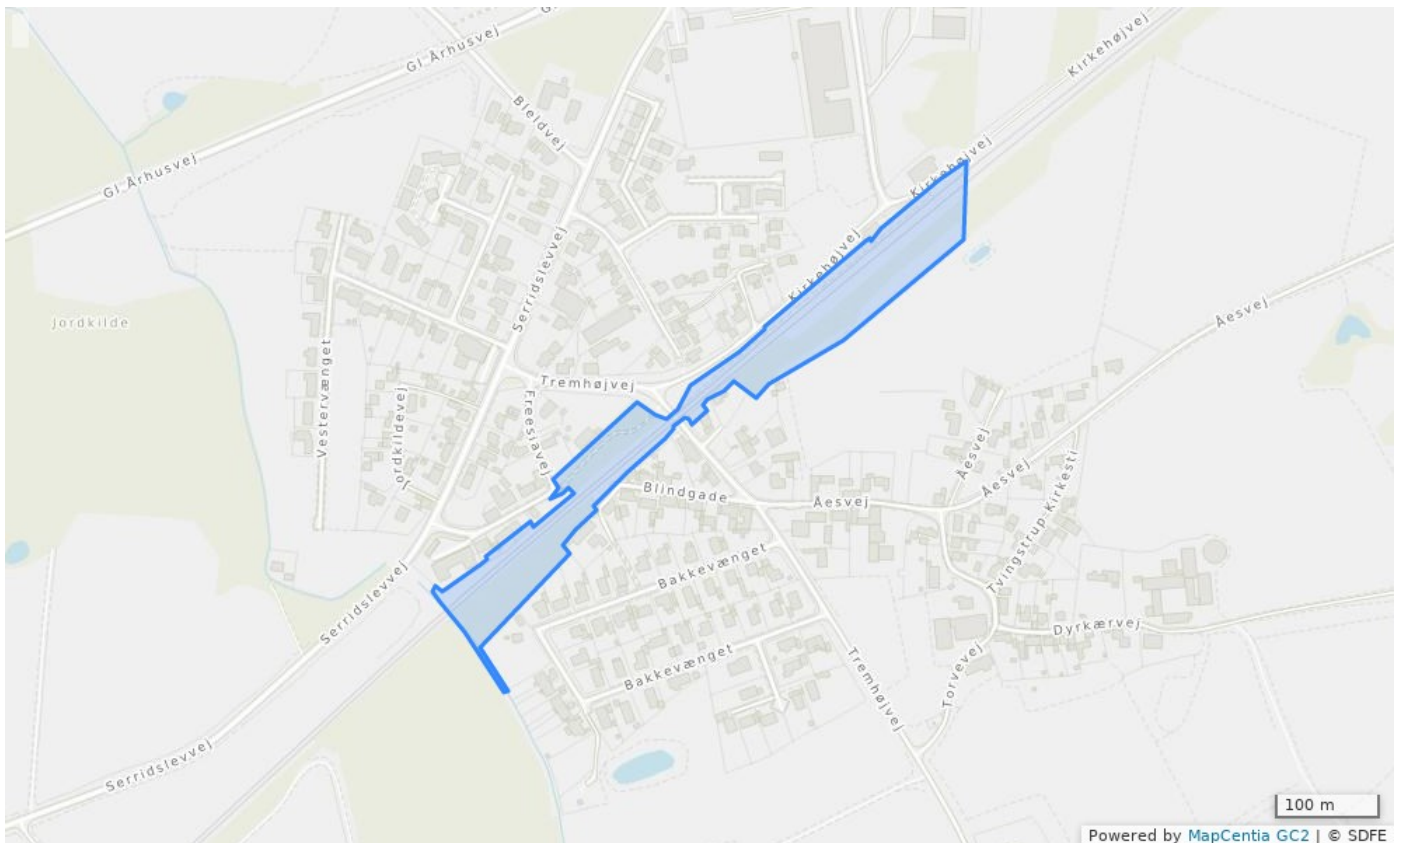 Gl Århusvej
G
Kirkehøjvej
Bleldvej
Gl Århusvej
Kirkehøjvej
Serridslevvej
Kirkehøjvej
Åesvej
Jordkilde
Vestervænget
Tremhøjvej
Jordkildevej
Freesiavej
Åesvej
Åesvej
Tvingstrup-Kirkesti
Blindgade
Åesvej
Bakkevænget
Serridslevvej
Dyrkærvej
Bakkevænget
Tremhøjvej
Torvevej
Serridslevvej
100 m
Powered by MapCentia GC2 | © SDFE